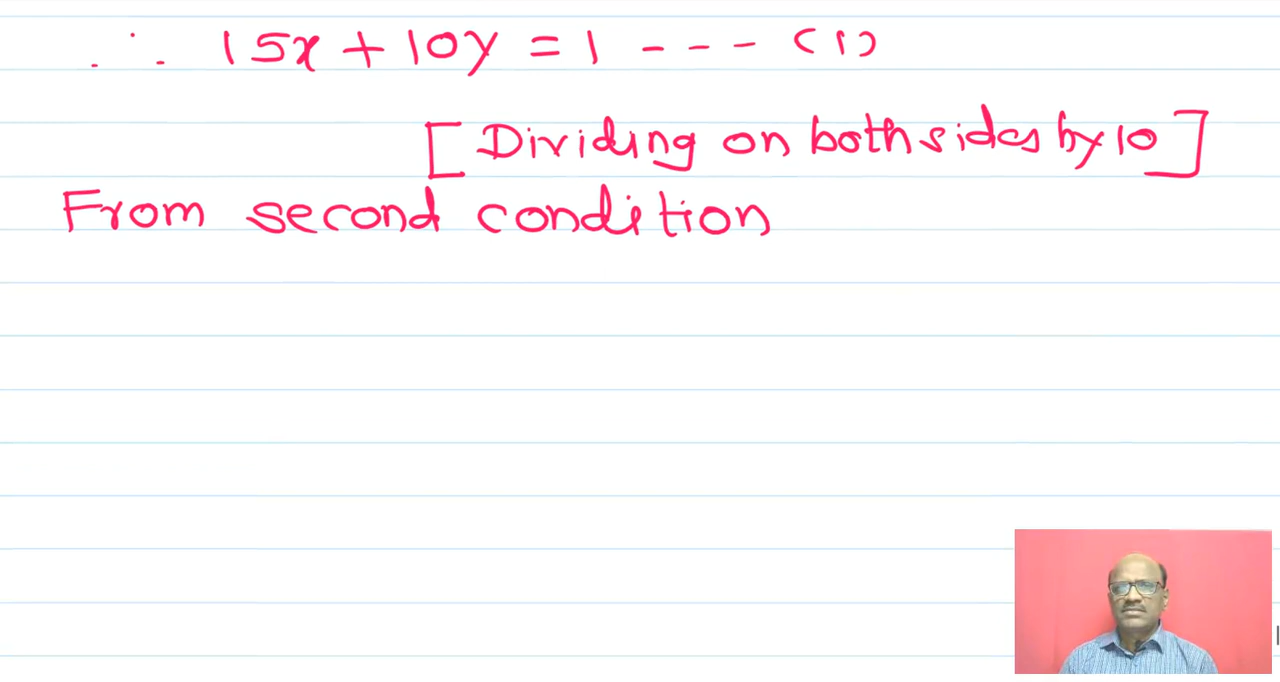 ∴ 15x + 10y = 1 --- (1)
[Dividing on both sides by 10]
From second condition